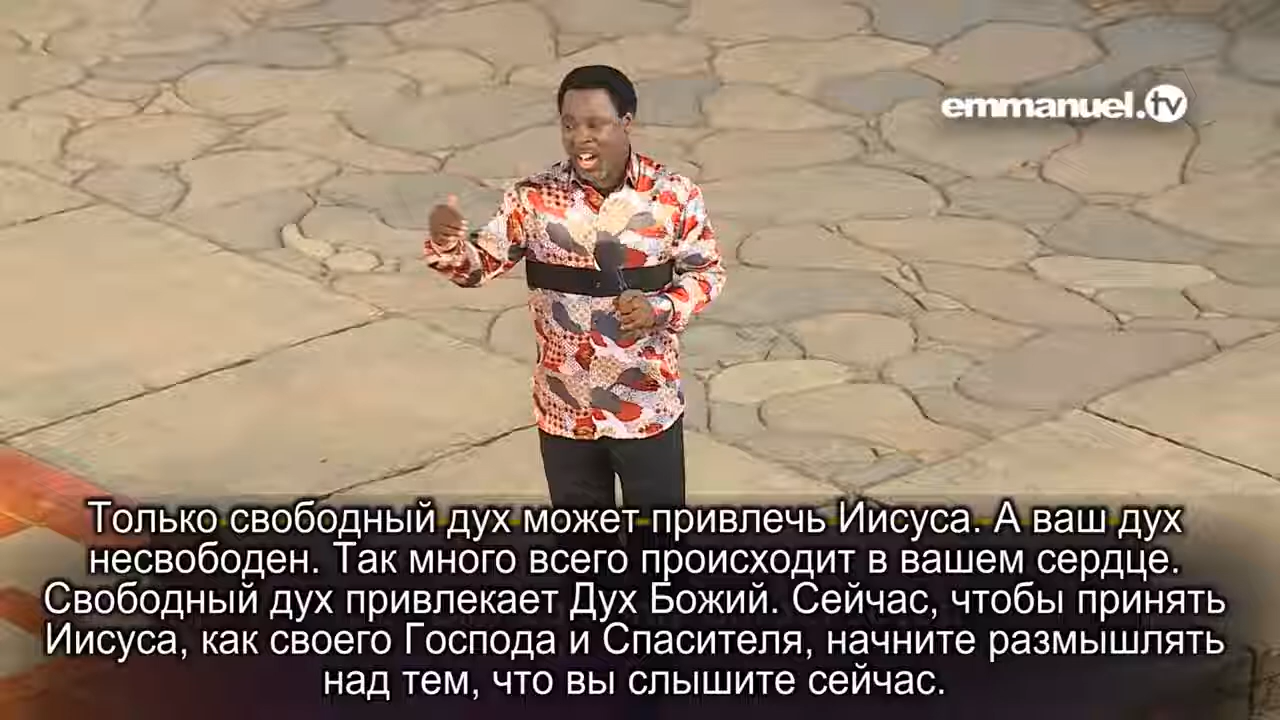 emmanuel.tv
Только свободный дух может привлечь Иисуса. А ваш дух
несвободен. Так много всего происходит в вашем сердце.
Свободный дух привлекает Дух Божий. Сейчас, чтобы принять
Иисуса, как своего Господа и Спасителя, начните размышлять
над тем, что вы слышите сейчас.